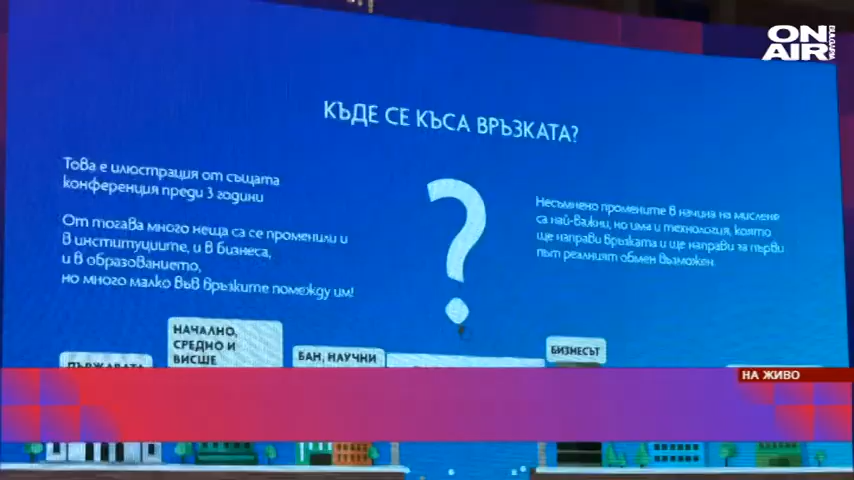 ON
AIR
BULGARIA
КЪДЕ СЕ КЪСА ВРЪЗКАТА?
Това е илюстрация от същата
конференция преди 3 години
От тогава много неща са се променили и
в институциите, и в бизнеса,
и в образованието,
но много малко във връзките помежду им!
?
Несъмнено промените в начина на мислене
са най-важни, но има и технология, която
ще направи връзката и ще направи за първи
път реалният обмен възможен.
ДЪРЖАВАТА
НАЧАЛНО,
СРЕДНО И
ВИСШЕ
БАН, НАУЧНИ
БИЗНЕСЪТ
НА ЖИВО